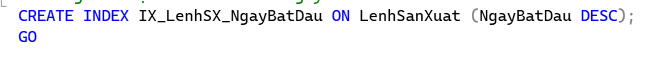 CREATE INDEX IX_LenhSX_NgayBatDau ON LenhSanXuat (NgayBatDau DESC);
GO